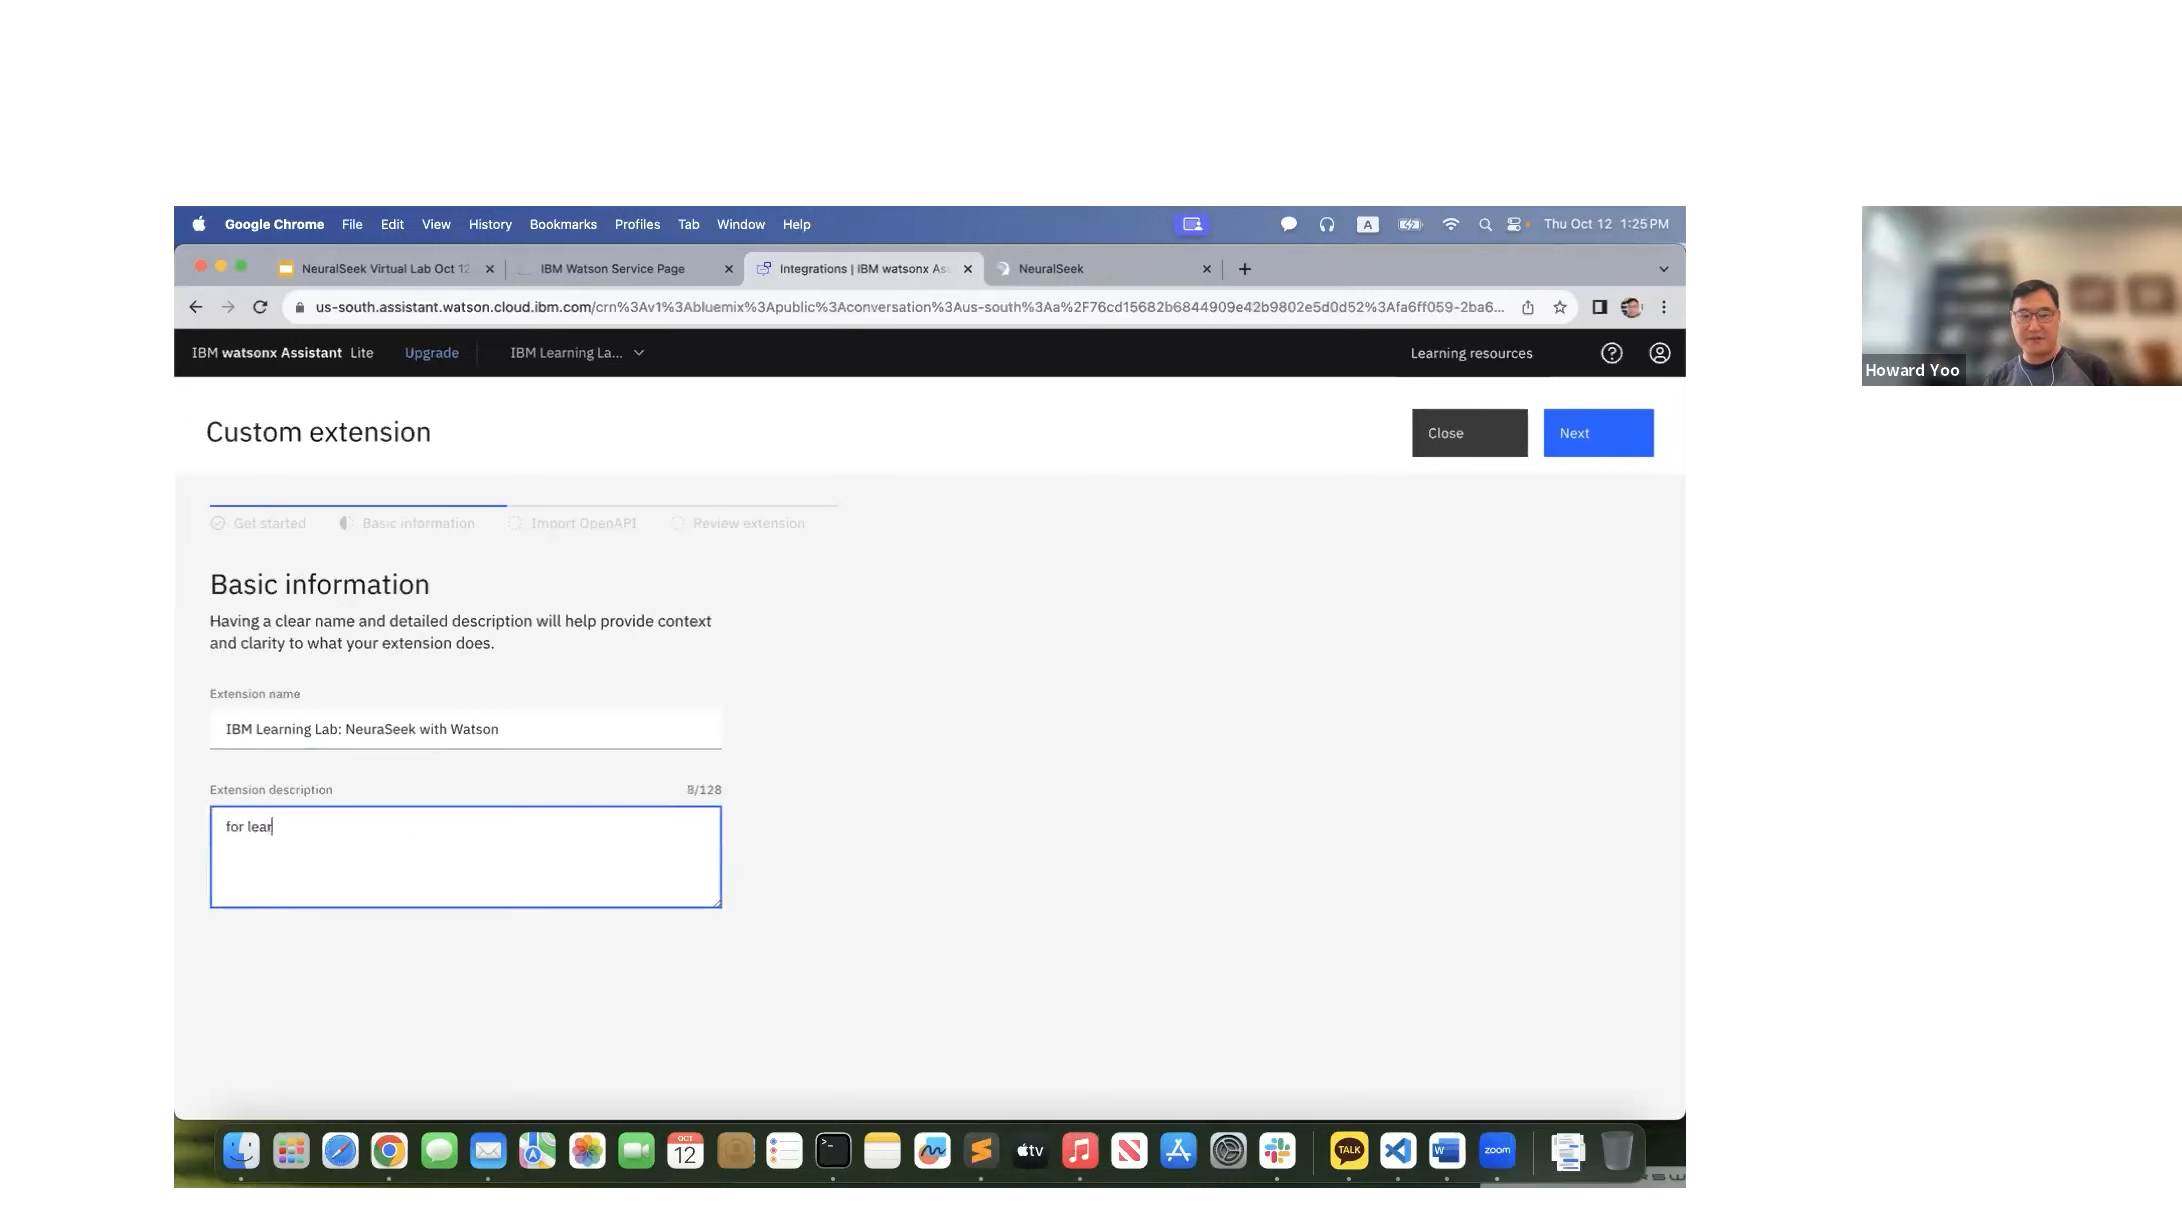 Google Chrome File Edit View History Bookmarks Profiles Tab Window Help A Thu Oct 12 1:25 PM
NeuralSeek Virtual Lab Oct 12 IBM Watson Service Page Integrations | IBM watsonx As NeuralSeek
us-south.assistant.watson.cloud.ibm.com/crn%3Av1%3Abluemix%3Apublic%3Aconversation%3Aus-south%3Aa%2F76cd15682b6844909e42b9802e5d0d52%3Afa6ff059-2ba6...
IBM watsonx Assistant Lite Upgrade IBM Learning La... Learning resources
Howard Yoo
Custom extension
Close Next
Get started Basic information Import OpenAPI Review extension
Basic information
Having a clear name and detailed description will help provide context
and clarity to what your extension does.
Extension name
IBM Learning Lab: NeuraSeek with Watson
Extension description 8/128
for lear
OCT
12
tv
TALK
W
zoom